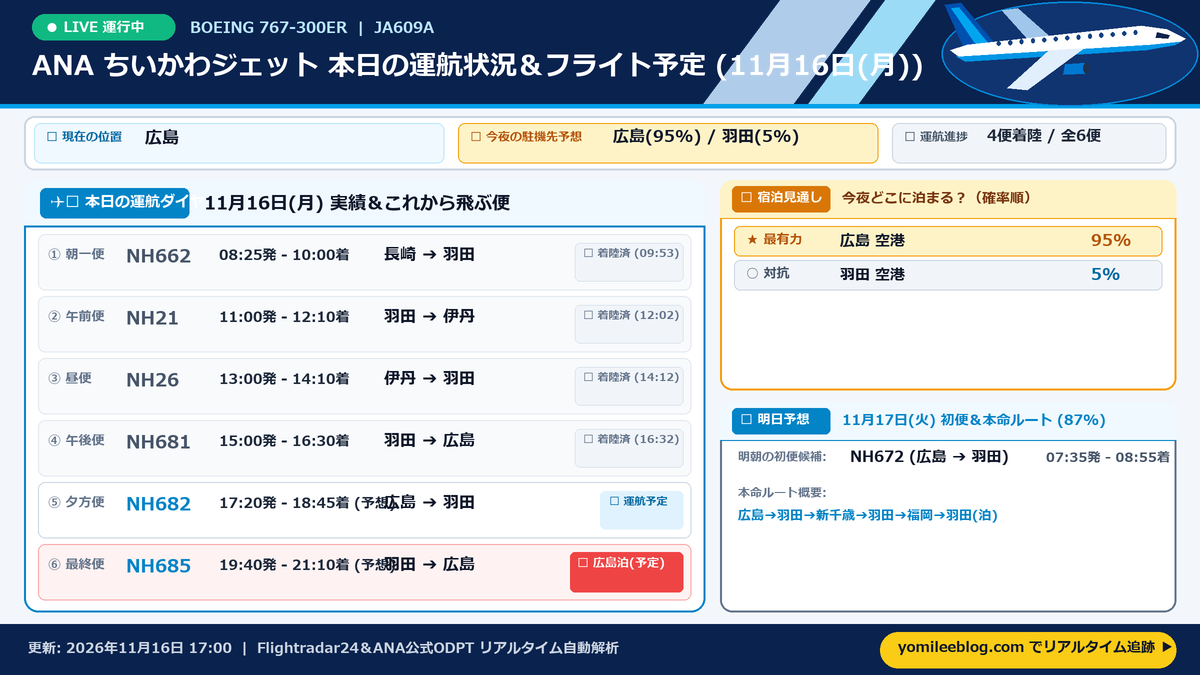 ● LIVE 運行中 BOEING 767-300ER | JA609A
ANA ちいかわジェット 本日の運航状況＆フライト予定 (11月16日(月))
□ 現在の位置 広島
□ 今夜の駐機先予想 広島(95%) / 羽田(5%)
□ 運航進捗 4便着陸 / 全6便
✈□ 本日の運航ダイ 11月16日(月) 実績＆これから飛ぶ便
① 朝一便 NH662 08:25発 - 10:00着 長崎 → 羽田 □ 着陸済 (09:53)
② 午前便 NH21 11:00発 - 12:10着 羽田 → 伊丹 □ 着陸済 (12:02)
③ 昼便 NH26 13:00発 - 14:10着 伊丹 → 羽田 □ 着陸済 (14:12)
④ 午後便 NH681 15:00発 - 16:30着 羽田 → 広島 □ 着陸済 (16:32)
⑤ 夕方便 NH682 17:20発 - 18:45着 (予想 広島 → 羽田 □ 運航予定
⑥ 最終便 NH685 19:40発 - 21:10着 (予想 羽田 → 広島 □ 広島泊(予定)
□ 宿泊見通し 今夜どこに泊まる？（確率順）
★ 最有力 広島 空港 95%
○ 対抗 羽田 空港 5%
□ 明日予想 11月17日(火) 初便＆本命ルート (87%)
明朝の初便候補: NH672 (広島 → 羽田) 07:35発 - 08:55着
本命ルート概要:
広島→羽田→新千歳→羽田→福岡→羽田(泊)
更新: 2026年11月16日 17:00 | Flightradar24＆ANA公式ODPT リアルタイム自動解析
yomileeblog.com でリアルタイム追跡 ▶